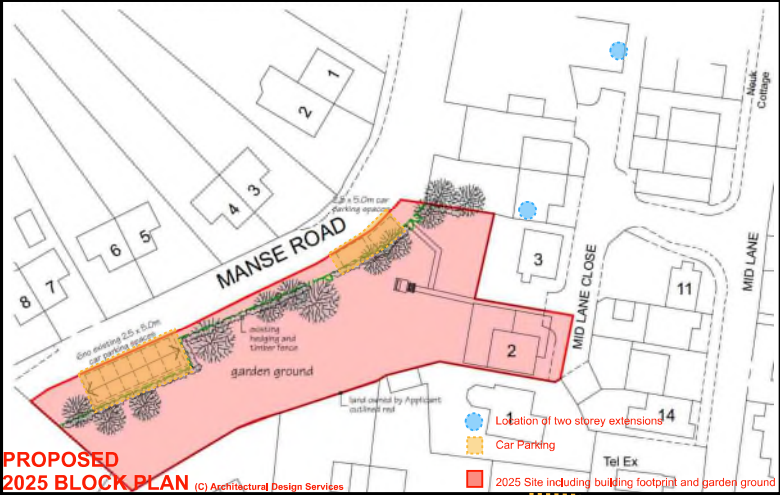 1
2
Neuk
Cottage
3
4
2.5 x 5.0m car
parking spaces
5
6
MANSE ROAD
7
8
3
MID LANE CLOSE
MID LANE
11
6no existing 2.5 x 5.0m
car parking spaces
existing
hedging and
timber fence
garden ground
2
land owned by Applicant
outlined red
1
14
Location of two storey extensions
Car Parking
Tel Ex
PROPOSED
2025 BLOCK PLAN (C) Architectural Design Services
2025 Site including building footprint and garden ground